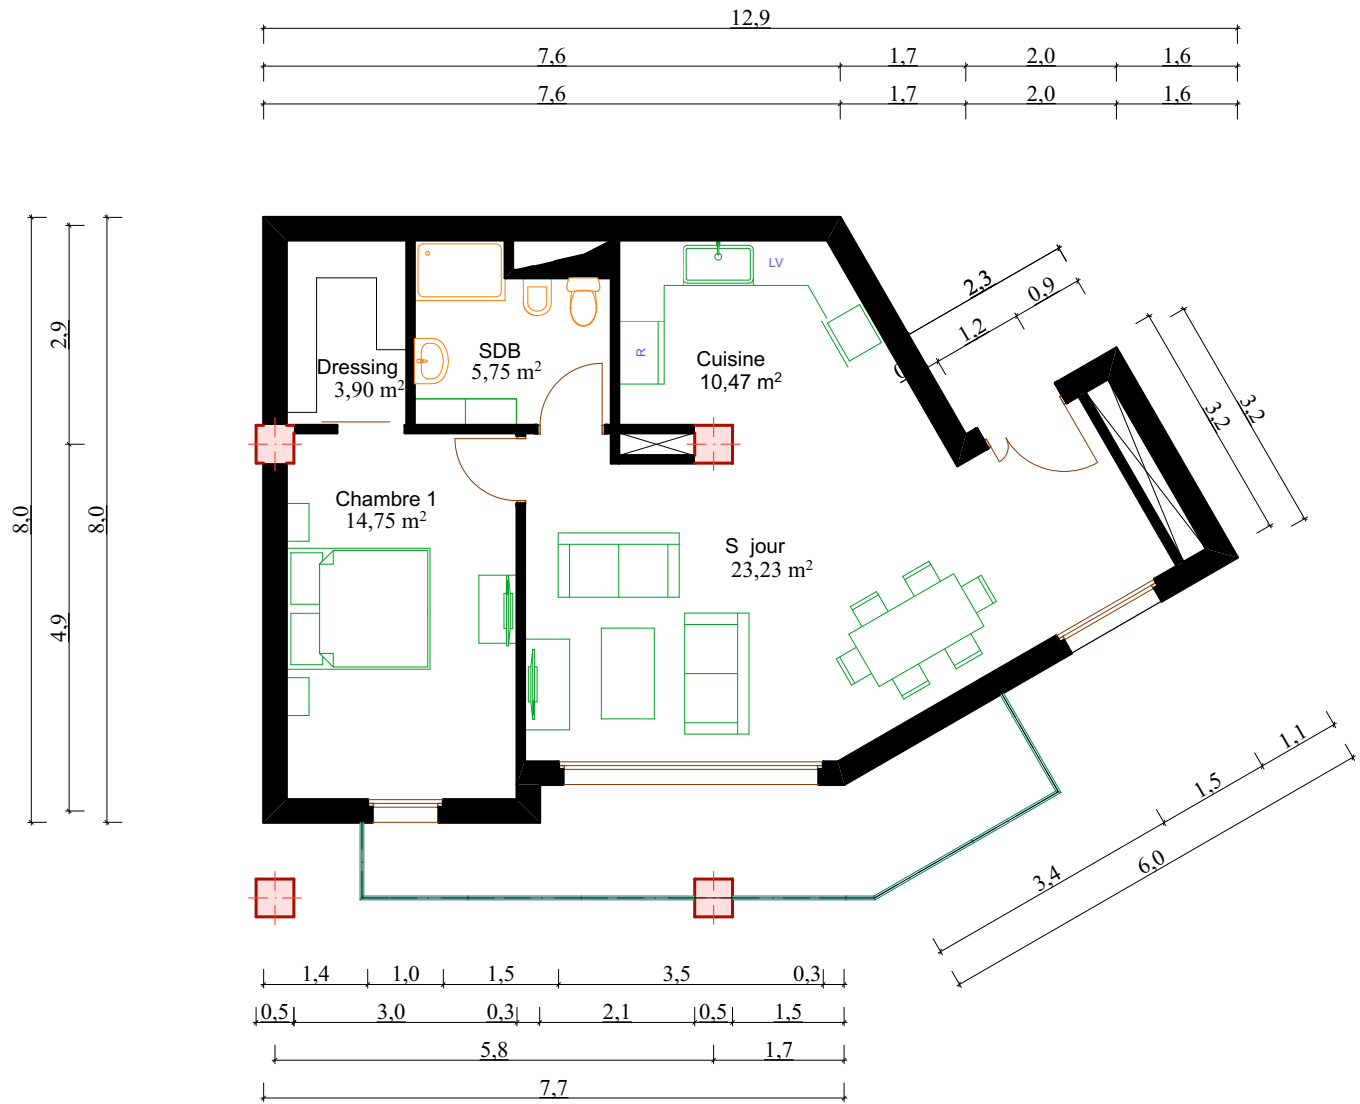 12,9
7,6 1,7 2,0 1,6
7,6 1,7 2,0 1,6
2,3
0,9
1,2
LV
R
SDB
5,75 m²
Cuisine
10,47 m²
Dressing
3,90 m²
2,9
4,9
8,0
8,0
3,2
3,2
Chambre 1
14,75 m²
S jour
23,23 m²
1,1
1,5
3,4
6,0
1,4 1,0 1,5 3,5 0,3
0,5 3,0 0,3 2,1 0,5 1,5
5,8 1,7
7,7